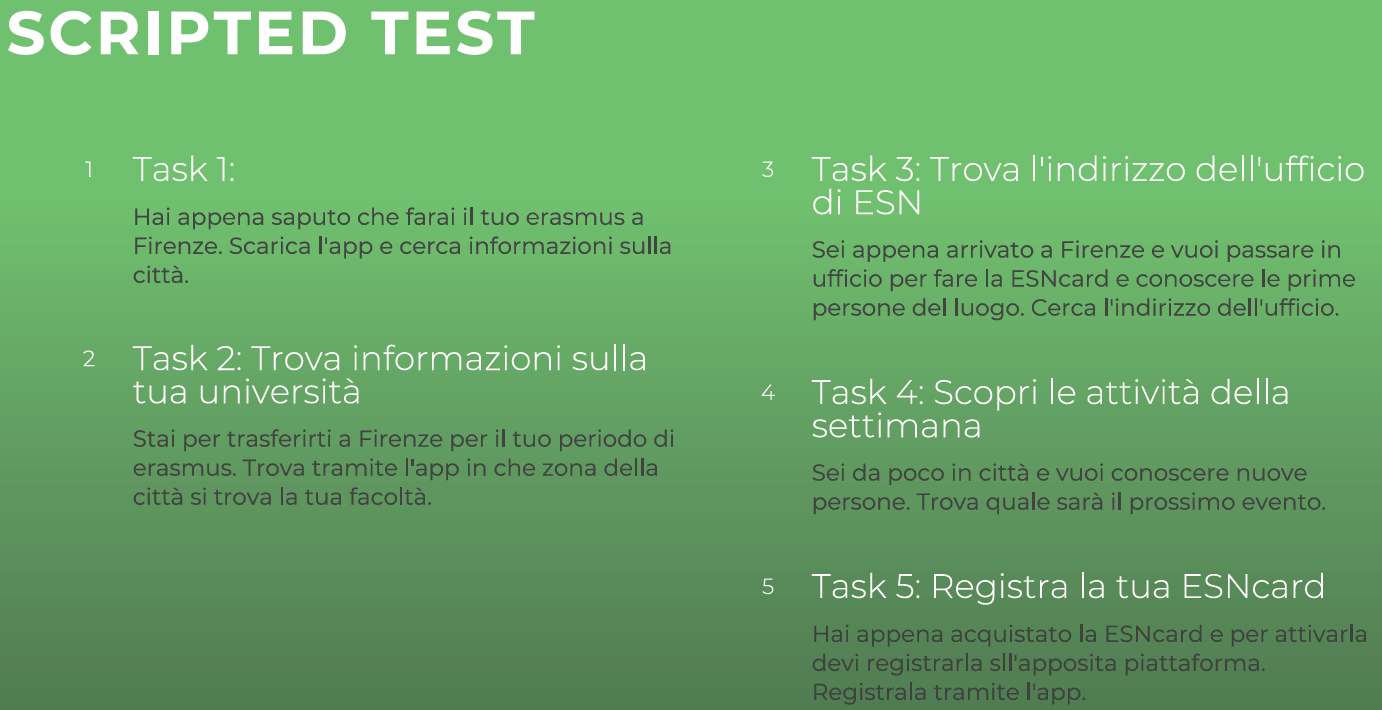 SCRIPTED TEST
1 Task 1:
Hai appena saputo che farai il tuo erasmus a
Firenze. Scarica l'app e cerca informazioni sulla
città.
2 Task 2: Trova informazioni sulla
tua università
Stai per trasferirti a Firenze per il tuo periodo di
erasmus. Trova tramite l'app in che zona della
città si trova la tua facoltà.
3 Task 3: Trova l'indirizzo dell'ufficio
di ESN
Sei appena arrivato a Firenze e vuoi passare in
ufficio per fare la ESNcard e conoscere le prime
persone del luogo. Cerca l'indirizzo dell'ufficio.
4 Task 4: Scopri le attività della
settimana
Sei da poco in città e vuoi conoscere nuove
persone. Trova quale sarà il prossimo evento.
5 Task 5: Registra la tua ESNcard
Hai appena acquistato la ESNcard e per attivarla
devi registrarla sll'apposita piattaforma.
Registrala tramite l'app.